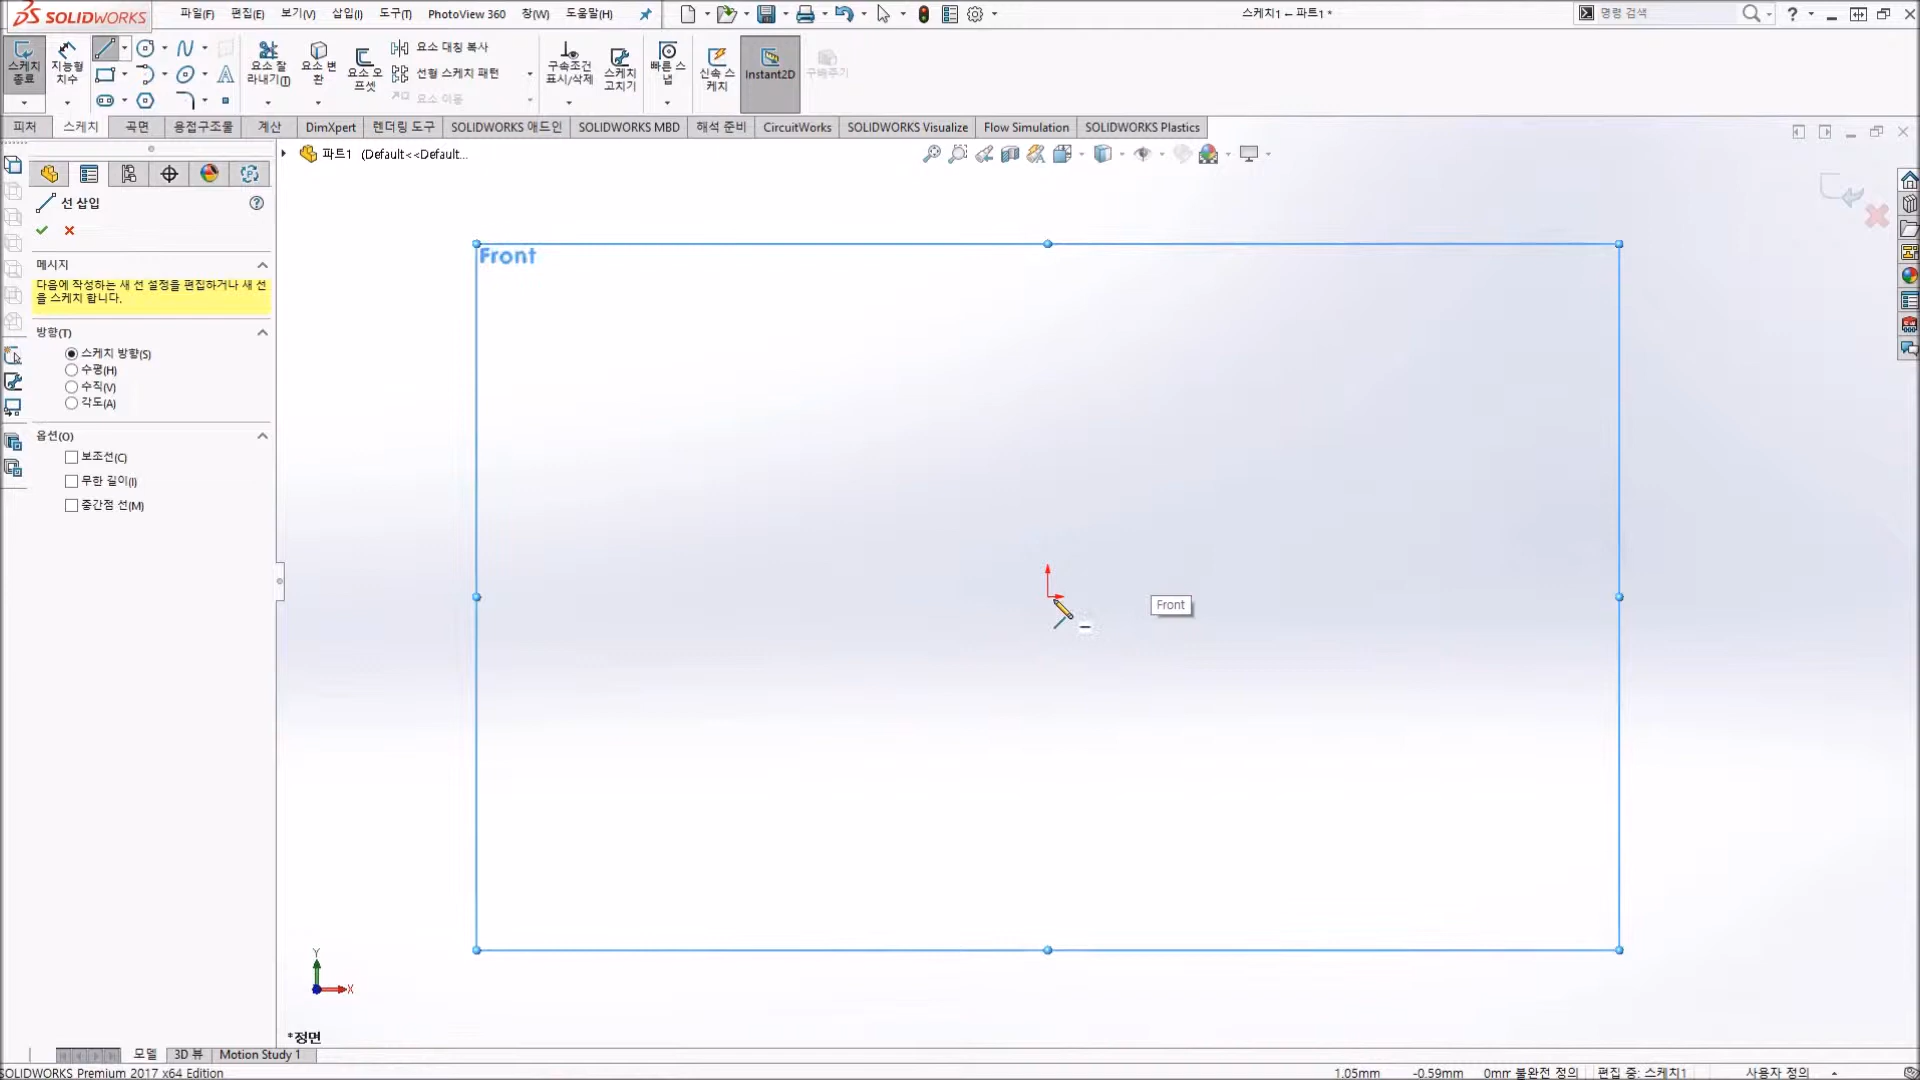 SOLIDWORKS
파일(F) 편집(E) 보기(V) 삽입(I) 도구(T) PhotoView 360 창(W) 도움말(H)
스케치1 - 파트1 *
명령 검색
스케치 종료
지능형 치수
요소 잘라내기(T)
요소 변환
요소 오프셋
요소 대칭 복사
선형 스케치 패턴
요소 이동
구속조건 표시/삭제
스케치 고치기
빠른 스냅
신속 스케치
Instant2D
피처 스케치 곡면 용접구조물 계산 DimXpert 렌더링 도구 SOLIDWORKS 애드인 SOLIDWORKS MBD 해석 준비 CircuitWorks SOLIDWORKS Visualize Flow Simulation SOLIDWORKS Plastics
파트1 (Default<<Default...
선 삽입
메시지
다음에 작성하는 새 선 설정을 편집하거나 새 선
을 스케치 합니다.
방향(T)
스케치 방향(S)
수평(H)
수직(V)
각도(A)
옵션(O)
보조선(C)
무한 길이(I)
중간점 선(M)
Front
Front
Y
X
*정면
모델 3D 뷰 Motion Study 1
SOLIDWORKS Premium 2017 x64 Edition
1.05mm -0.59mm 0mm 불완전 정의 편집 중: 스케치1 사용자 정의